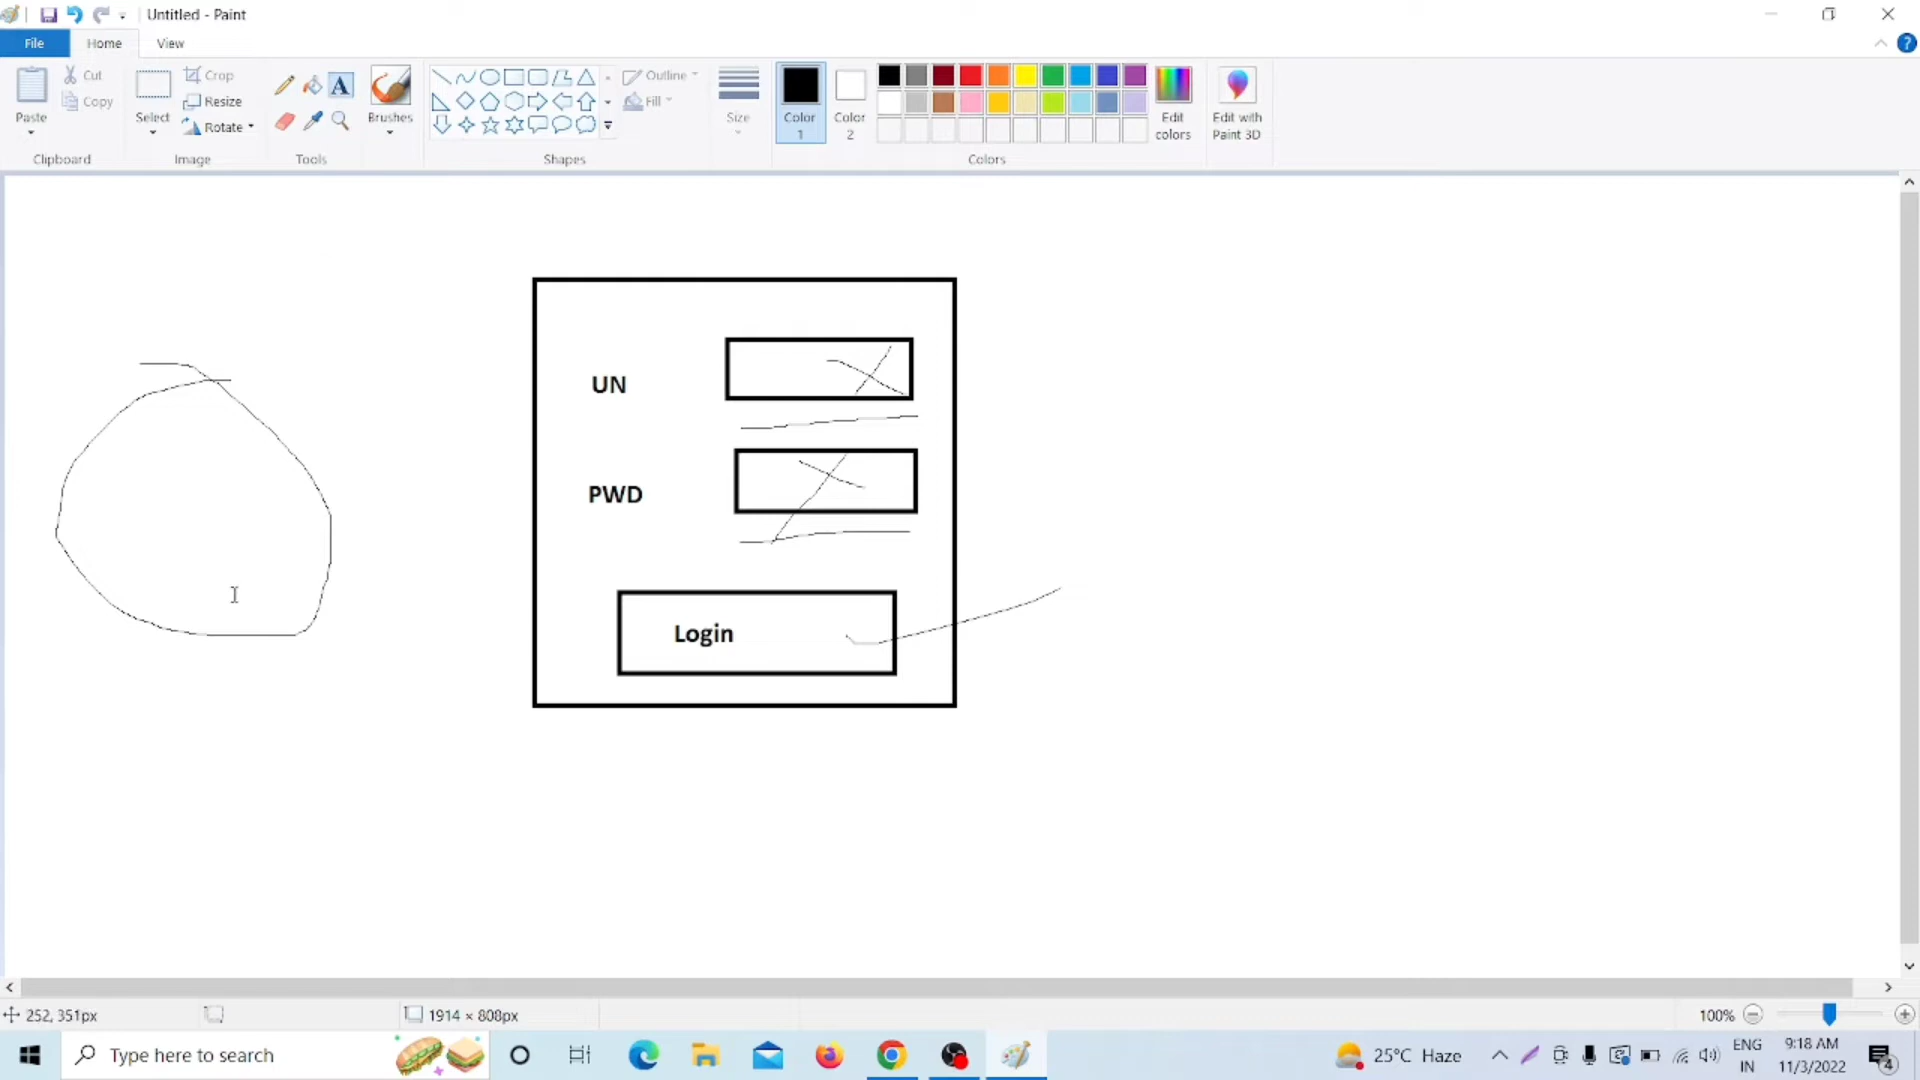 Untitled - Paint
File Home View
Paste
Cut
Copy
Clipboard
Select
Crop
Resize
Rotate
Image
A
Tools
Brushes
Shapes
Outline
Fill
Size
Color 1
Color 2
Colors
Edit colors
Edit with Paint 3D
UN
PWD
Login
252, 351px
1914 × 808px
100%
Type here to search
25°C Haze
ENG
IN
9:18 AM
11/3/2022
4